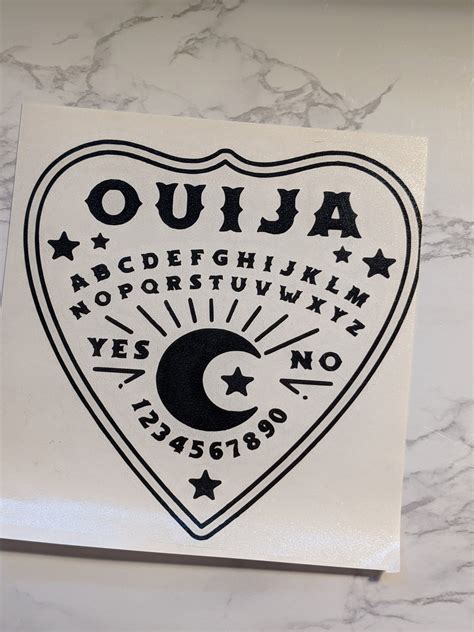 OUIJA
ABCDEFGHIJKLM
NOPQRSTUVWXYZ
YES NO
1234567890